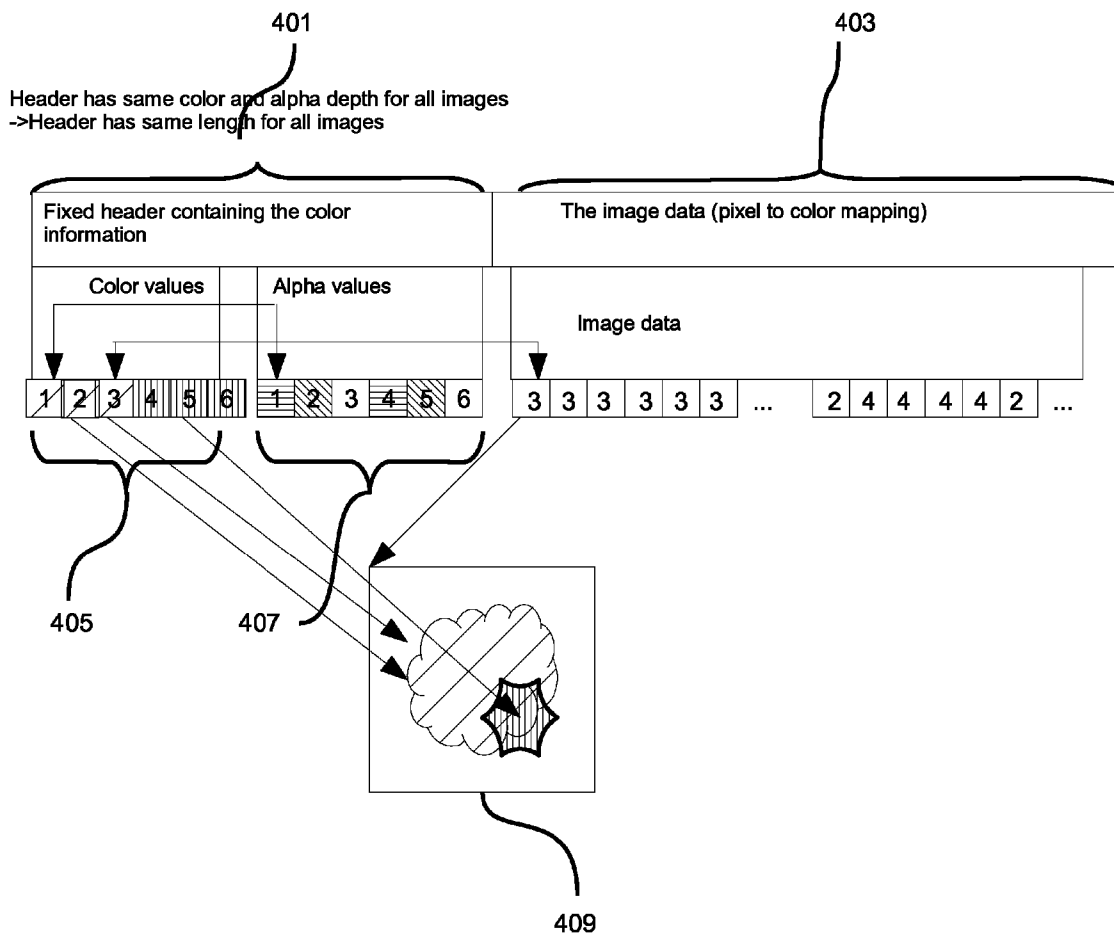 401
403
Header has same color and alpha depth for all images
->Header has same length for all images
Fixed header containing the color
information
The image data (pixel to color mapping)
Color values
Alpha values
Image data
1 2 3 4 5 6
1 2 3 4 5 6
3 3 3 3 3 3 ... 2 4 4 4 4 2 ...
405
407
409